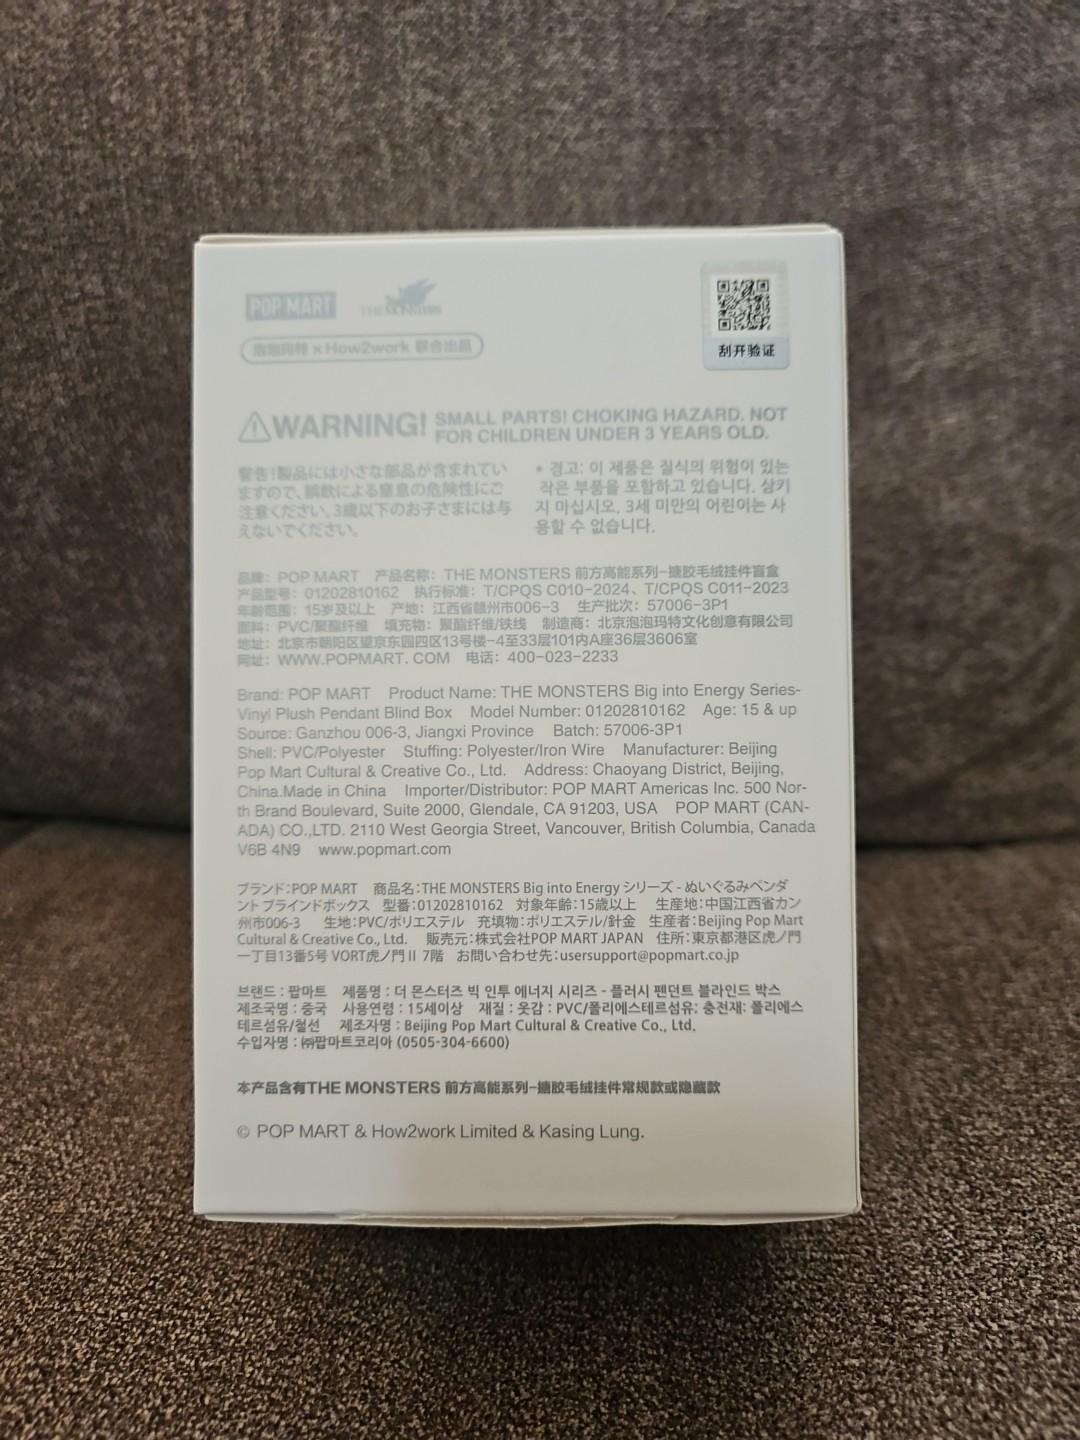 POP MART
THE MONSTERS
泡泡玛特 × How2work 联合出品
刮开验证
WARNING! SMALL PARTS! CHOKING HAZARD. NOT
FOR CHILDREN UNDER 3 YEARS OLD.
警告!製品には小さな部品が含まれてい
ますので、誤飲による窒息の危険性にご
注意ください。3歳以下のお子さまには与
えないでください。
* 경고: 이 제품은 질식의 위험이 있는
작은 부품을 포함하고 있습니다. 삼키
지 마십시오. 3세 미만의 어린이는 사
용할 수 없습니다.
品牌: POP MART 产品名称: THE MONSTERS 前方高能系列-搪胶毛绒挂件盲盒
产品型号: 01202810162 执行标准: T/CPQS C010-2024、T/CPQS C011-2023
年龄范围: 15岁及以上 产地: 江西省赣州市006-3 生产批次: 57006-3P1
面料: PVC/聚酯纤维 填充物: 聚酯纤维/铁线 制造商: 北京泡泡玛特文化创意有限公司
地址: 北京市朝阳区望京东园四区13号楼-4至33层101内A座36层3606室
网址: WWW.POPMART.COM 电话: 400-023-2233
Brand: POP MART Product Name: THE MONSTERS Big into Energy Series-
Vinyl Plush Pendant Blind Box Model Number: 01202810162 Age: 15 & up
Source: Ganzhou 006-3, Jiangxi Province Batch: 57006-3P1
Shell: PVC/Polyester Stuffing: Polyester/Iron Wire Manufacturer: Beijing
Pop Mart Cultural & Creative Co., Ltd. Address: Chaoyang District, Beijing,
China.Made in China Importer/Distributor: POP MART Americas Inc. 500 Nor-
th Brand Boulevard, Suite 2000, Glendale, CA 91203, USA POP MART (CAN-
ADA) CO.,LTD. 2110 West Georgia Street, Vancouver, British Columbia, Canada
V6B 4N9 www.popmart.com
ブランド:POP MART 商品名:THE MONSTERS Big into Energy シリーズ - ぬいぐるみペンダ
ント ブラインドボックス 型番:01202810162 対象年齢:15歳以上 生産地:中国江西省カン
州市006-3 生地:PVC/ポリエステル 充填物:ポリエステル/針金 生産者:Beijing Pop Mart
Cultural & Creative Co., Ltd. 販売元:株式会社POP MART JAPAN 住所:東京都港区虎ノ門
一丁目13番5号 VORT虎ノ門Ⅱ 7階 お問い合わせ先:usersupport@popmart.co.jp
브랜드 : 팝마트 제품명 : 더 몬스터즈 빅 인투 에너지 시리즈 - 플러시 펜던트 블라인드 박스
제조국명 : 중국 사용연령 : 15세이상 재질 : 옷감 : PVC/폴리에스테르섬유: 충전재: 폴리에스
테르섬유/철선 제조자명 : Beijing Pop Mart Cultural & Creative Co., Ltd.
수입자명 : ㈜팝마트코리아 (0505-304-6600)
本产品含有THE MONSTERS 前方高能系列-搪胶毛绒挂件常规款或隐藏款
© POP MART & How2work Limited & Kasing Lung.